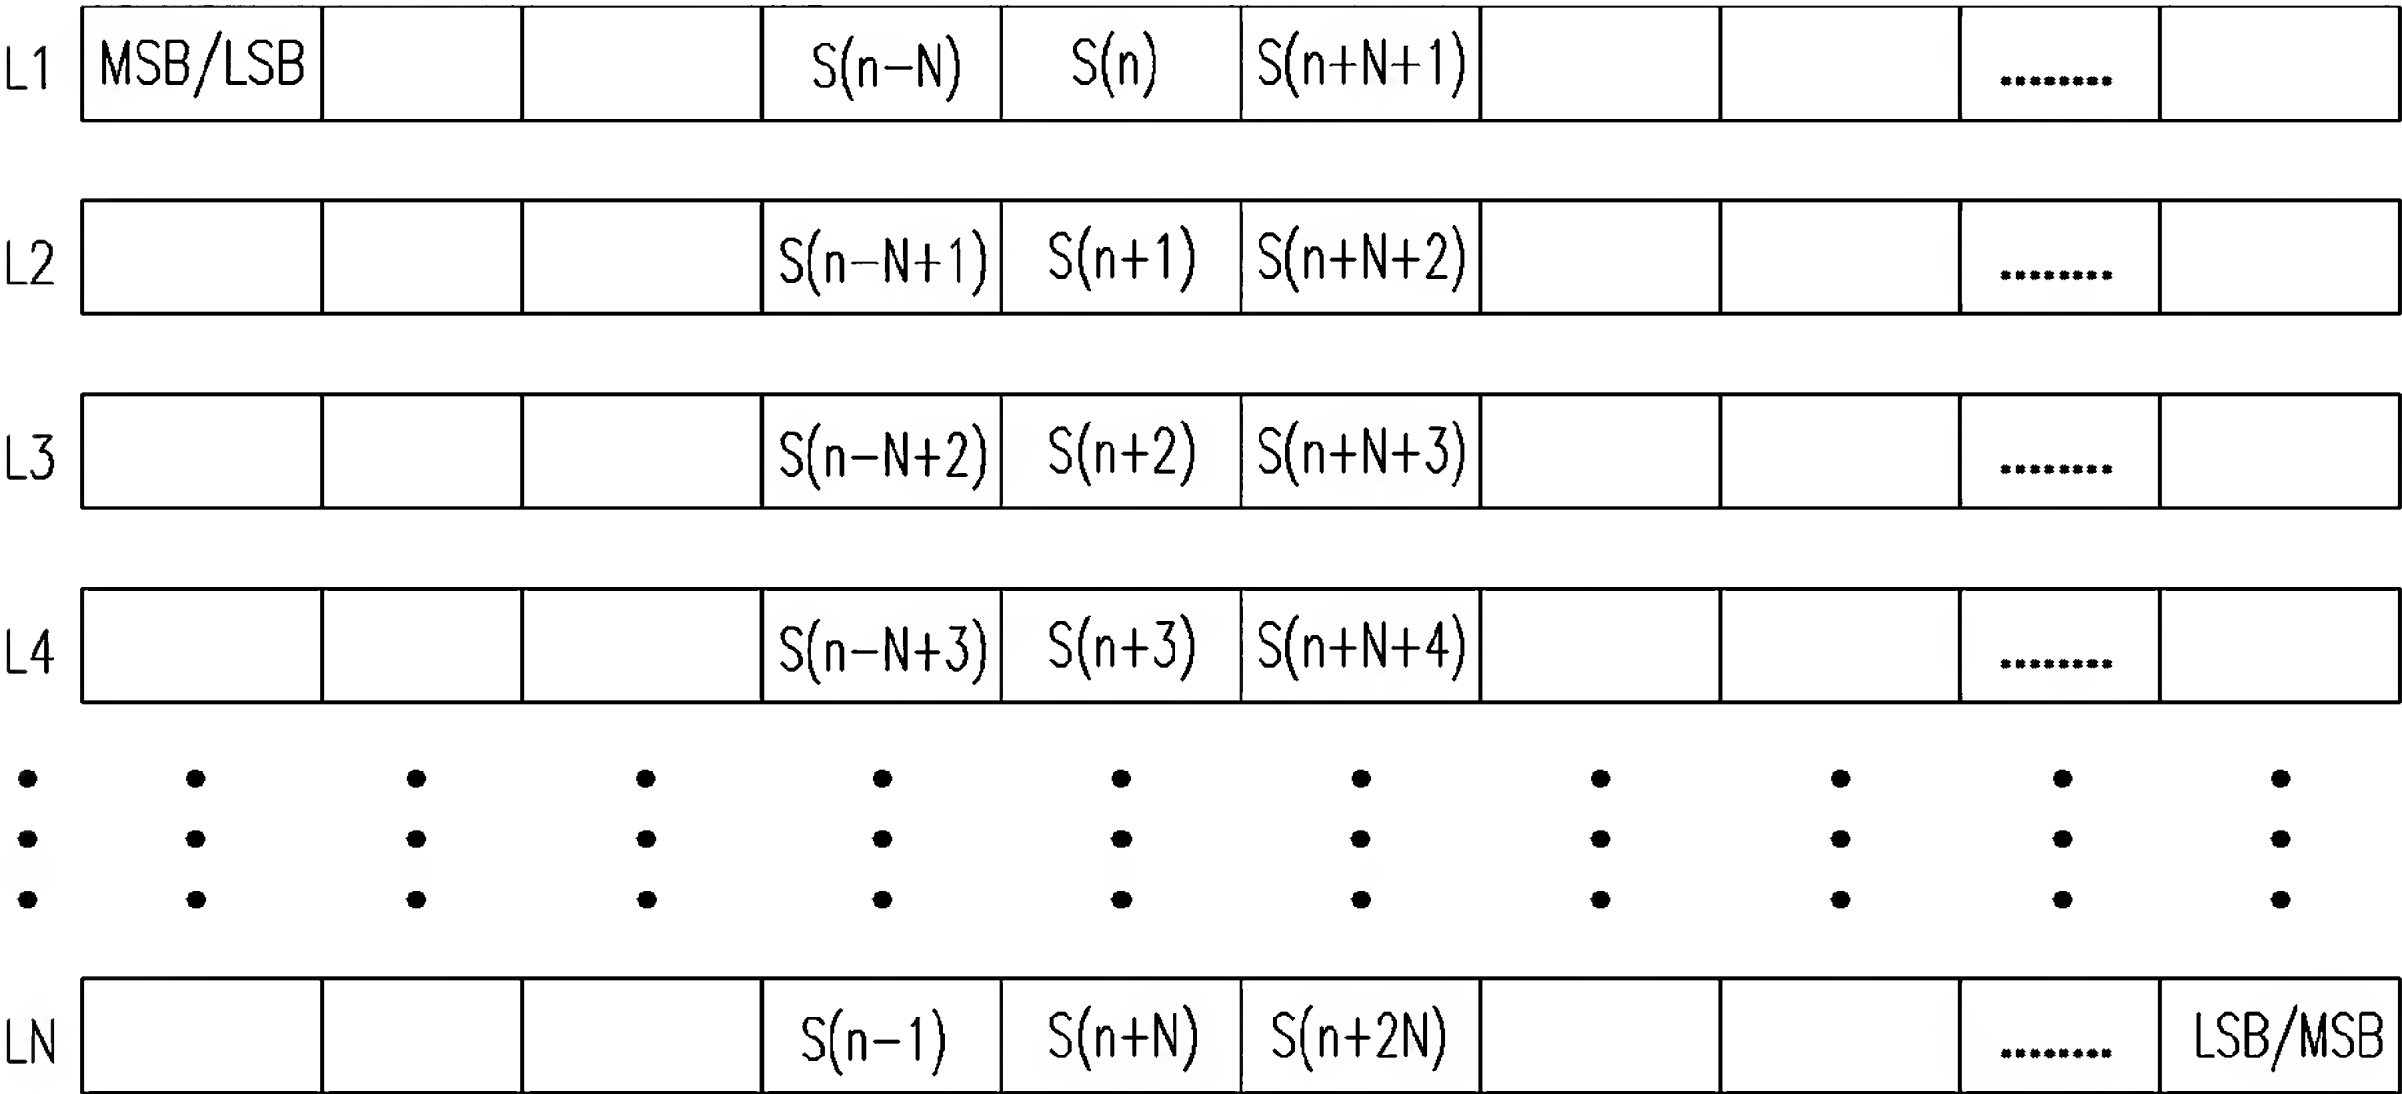 L1 MSB/LSB S(n-N) S(n) S(n+N+1) ........
L2 S(n-N+1) S(n+1) S(n+N+2) ........
L3 S(n-N+2) S(n+2) S(n+N+3) ........
L4 S(n-N+3) S(n+3) S(n+N+4) ........
LN S(n-1) S(n+N) S(n+2N) ........ LSB/MSB